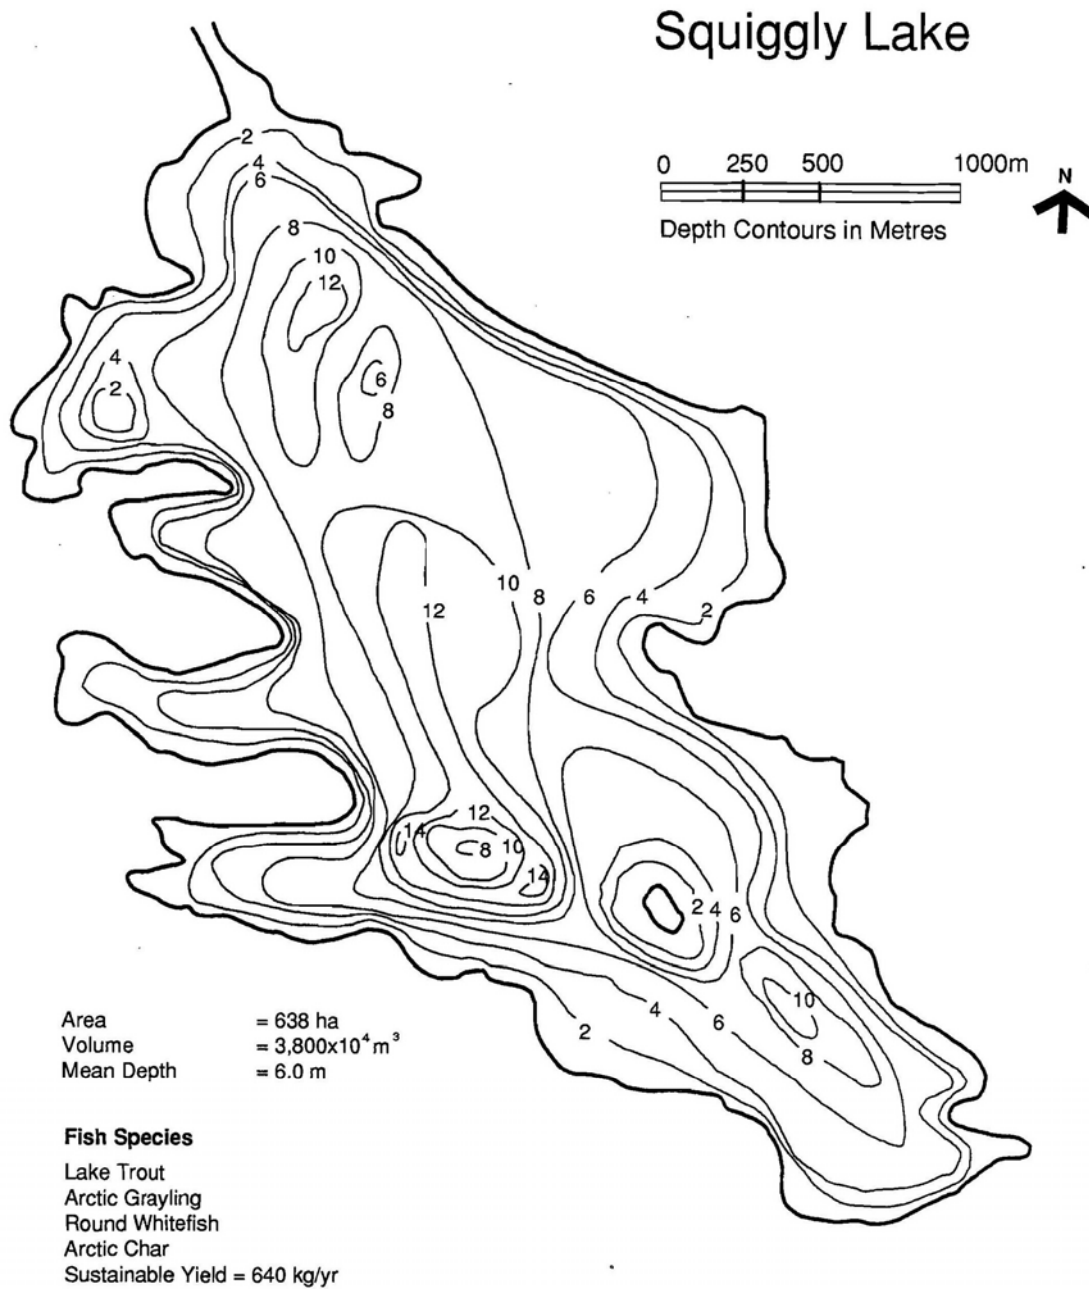 Squiggly Lake
0 250 500 1000m
N
Depth Contours in Metres
2
4
6
8
10
12
4
2
6
8
10 8 6 4 2
12
12
14 10
8
14
2 4 6
10
4
6
2
8
Area = 638 ha
Volume = 3,800x10⁴m³
Mean Depth = 6.0 m
Fish Species
Lake Trout
Arctic Grayling
Round Whitefish
Arctic Char
Sustainable Yield = 640 kg/yr